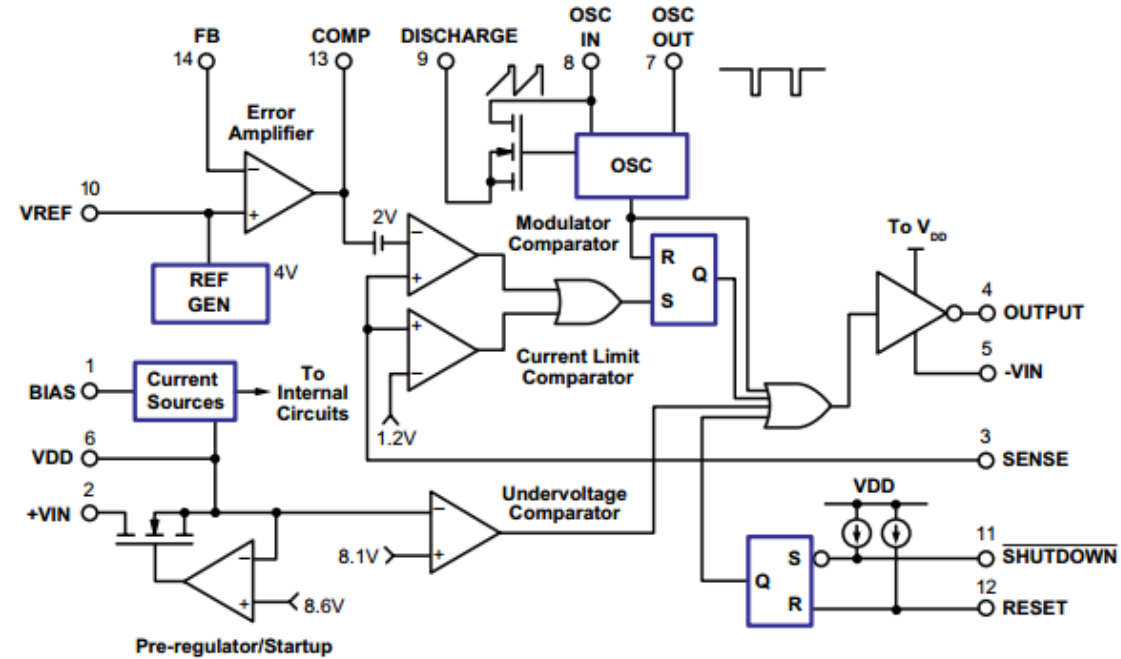 FB
14
COMP
13
DISCHARGE
9
OSC
IN
8
OSC
OUT
7
Error
Amplifier
−
+
10
VREF
REF
GEN
4V
OSC
2V
−
+
Modulator
Comparator
R
Q
S
To VDD
4
OUTPUT
5
-VIN
+
−
1.2V
Current Limit
Comparator
1
BIAS
Current
Sources
To
Internal
Circuits
6
VDD
2
+VIN
3
SENSE
Undervoltage
Comparator
−
+
8.1V
−
+
8.6V
Pre-regulator/Startup
VDD
Q
S
R
11
SHUTDOWN
12
RESET